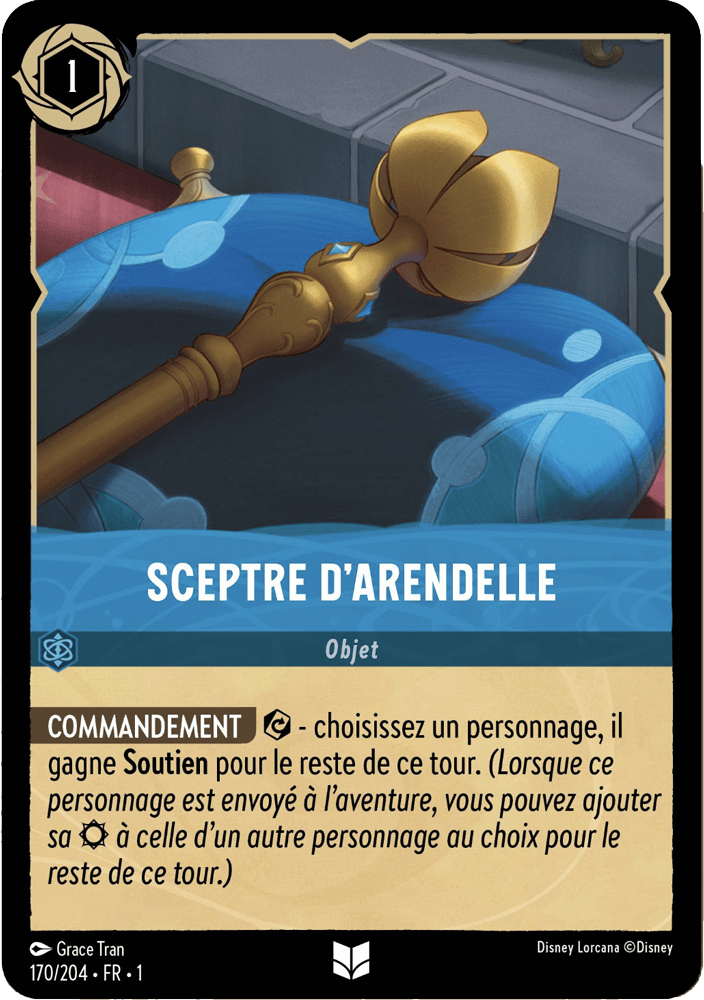 1
SCEPTRE D’ARENDELLE
Objet
COMMANDEMENT - choisissez un personnage, il
gagne Soutien pour le reste de ce tour. (Lorsque ce
personnage est envoyé à l’aventure, vous pouvez ajouter
sa à celle d’un autre personnage au choix pour le
reste de ce tour.)
Grace Tran
Disney Lorcana ©Disney
170/204 • FR • 1